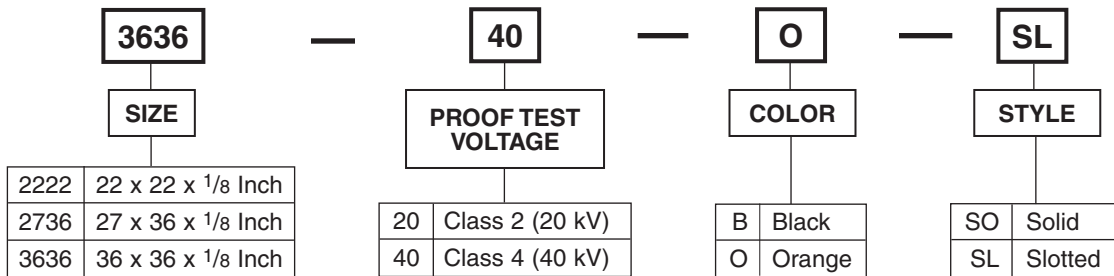 3636 — 40 — O — SL
SIZE
PROOF TEST
VOLTAGE
COLOR
STYLE
2222 22 x 22 x 1/8 Inch
2736 27 x 36 x 1/8 Inch
3636 36 x 36 x 1/8 Inch
20 Class 2 (20 kV)
40 Class 4 (40 kV)
B Black
O Orange
SO Solid
SL Slotted